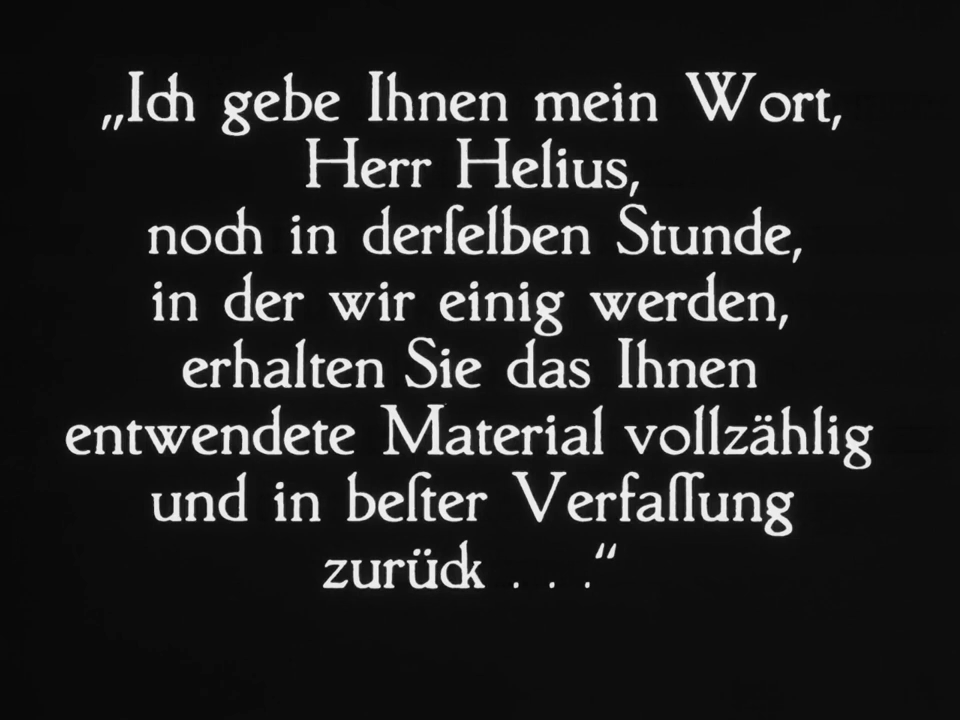 „Ich gebe Ihnen mein Wort,
Herr Helius,
noch in derſelben Stunde,
in der wir einig werden,
erhalten Sie das Ihnen
entwendete Material vollzählig
und in beſter Verfaſſung
zurück . . .“